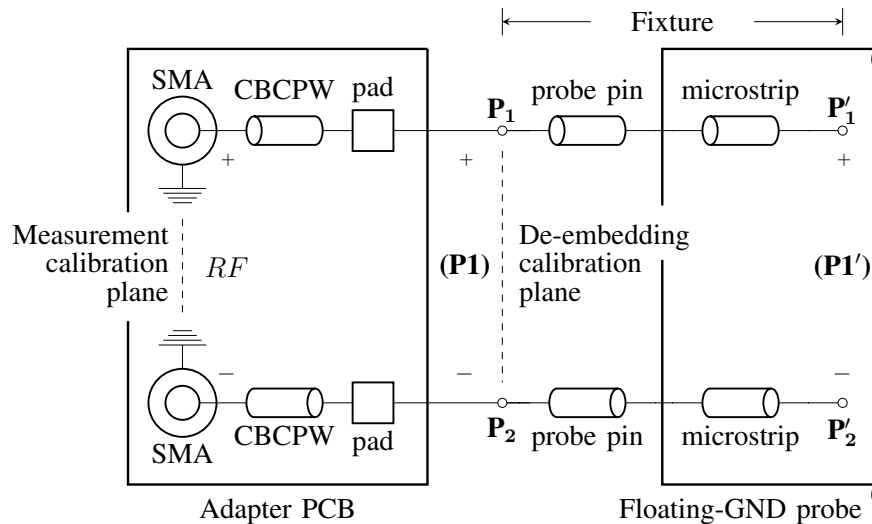 Fixture
SMA
CBCPW
pad
P₁
probe pin
microstrip
P′₁
+
+
+
Measurement
calibration
plane
RF
(P1)
De-embedding
calibration
plane
(P1′)
−
−
−
SMA
CBCPW
pad
P₂
probe pin
microstrip
P′₂
Adapter PCB
Floating-GND probe